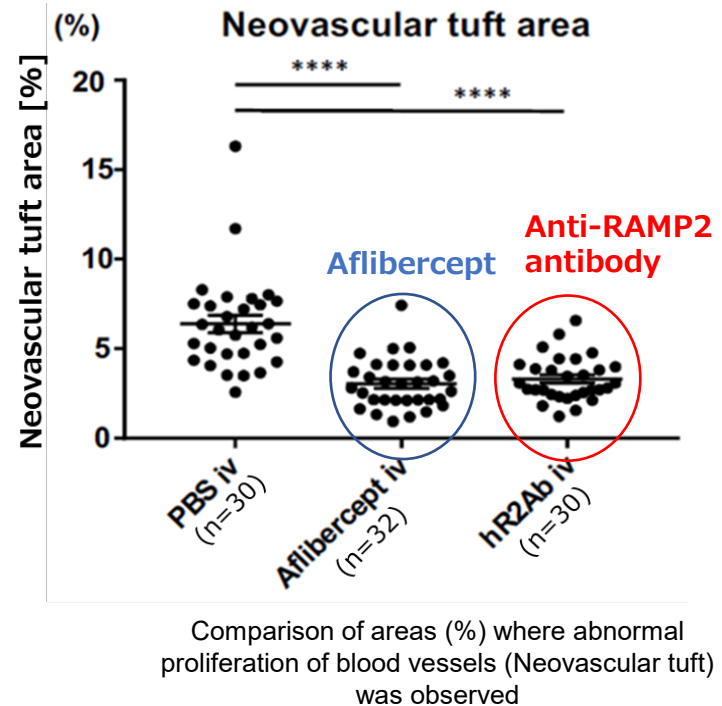 (%)
Neovascular tuft area
****
****
Neovascular tuft area [%]
20
15
10
5
0
Aflibercept
Anti-RAMP2
antibody
PBS iv
(n=30)
Aflibercept iv
(n=32)
hR2Ab iv
(n=30)
Comparison of areas (%) where abnormal
proliferation of blood vessels (Neovascular tuft)
was observed